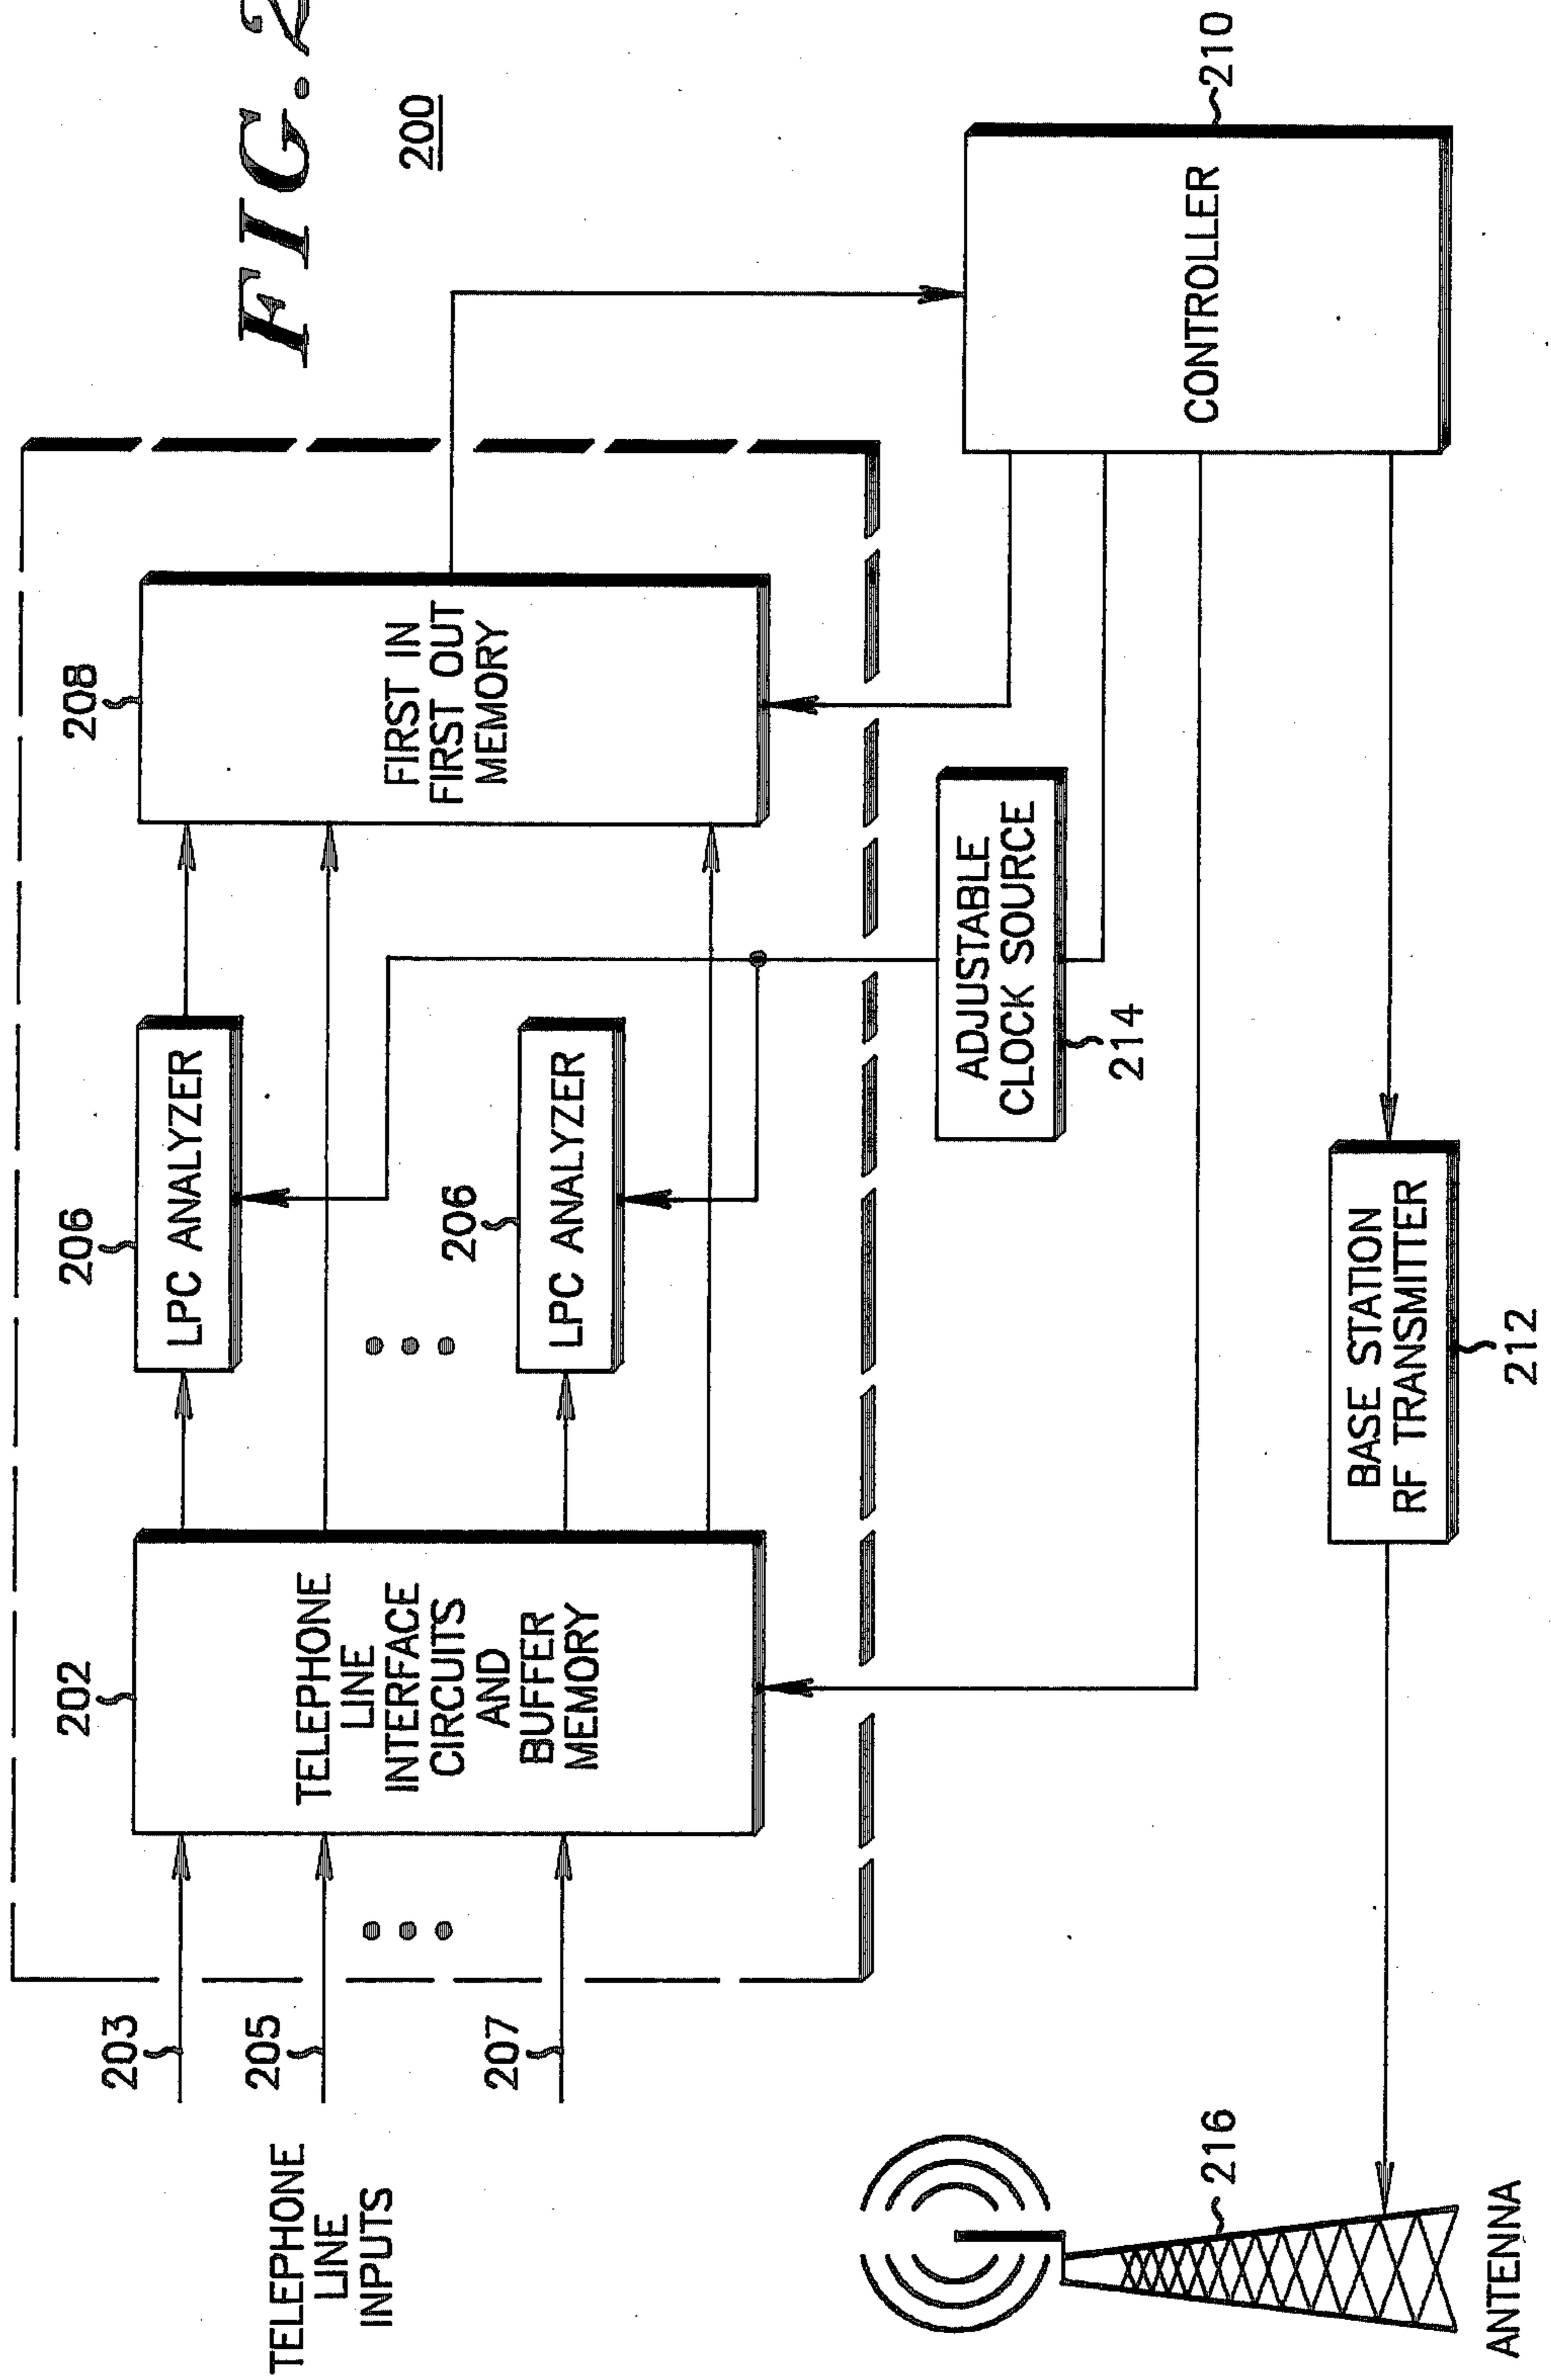 FIG. 2
200
TELEPHONE
LINE
INPUTS
203
205
207
202
TELEPHONE
LINE
INTERFACE
CIRCUITS
AND
BUFFER
MEMORY
206
LPC ANALYZER
206
LPC ANALYZER
208
FIRST IN
FIRST OUT
MEMORY
ADJUSTABLE
CLOCK SOURCE
214
CONTROLLER
210
BASE STATION
RF TRANSMITTER
212
216
ANTENNA